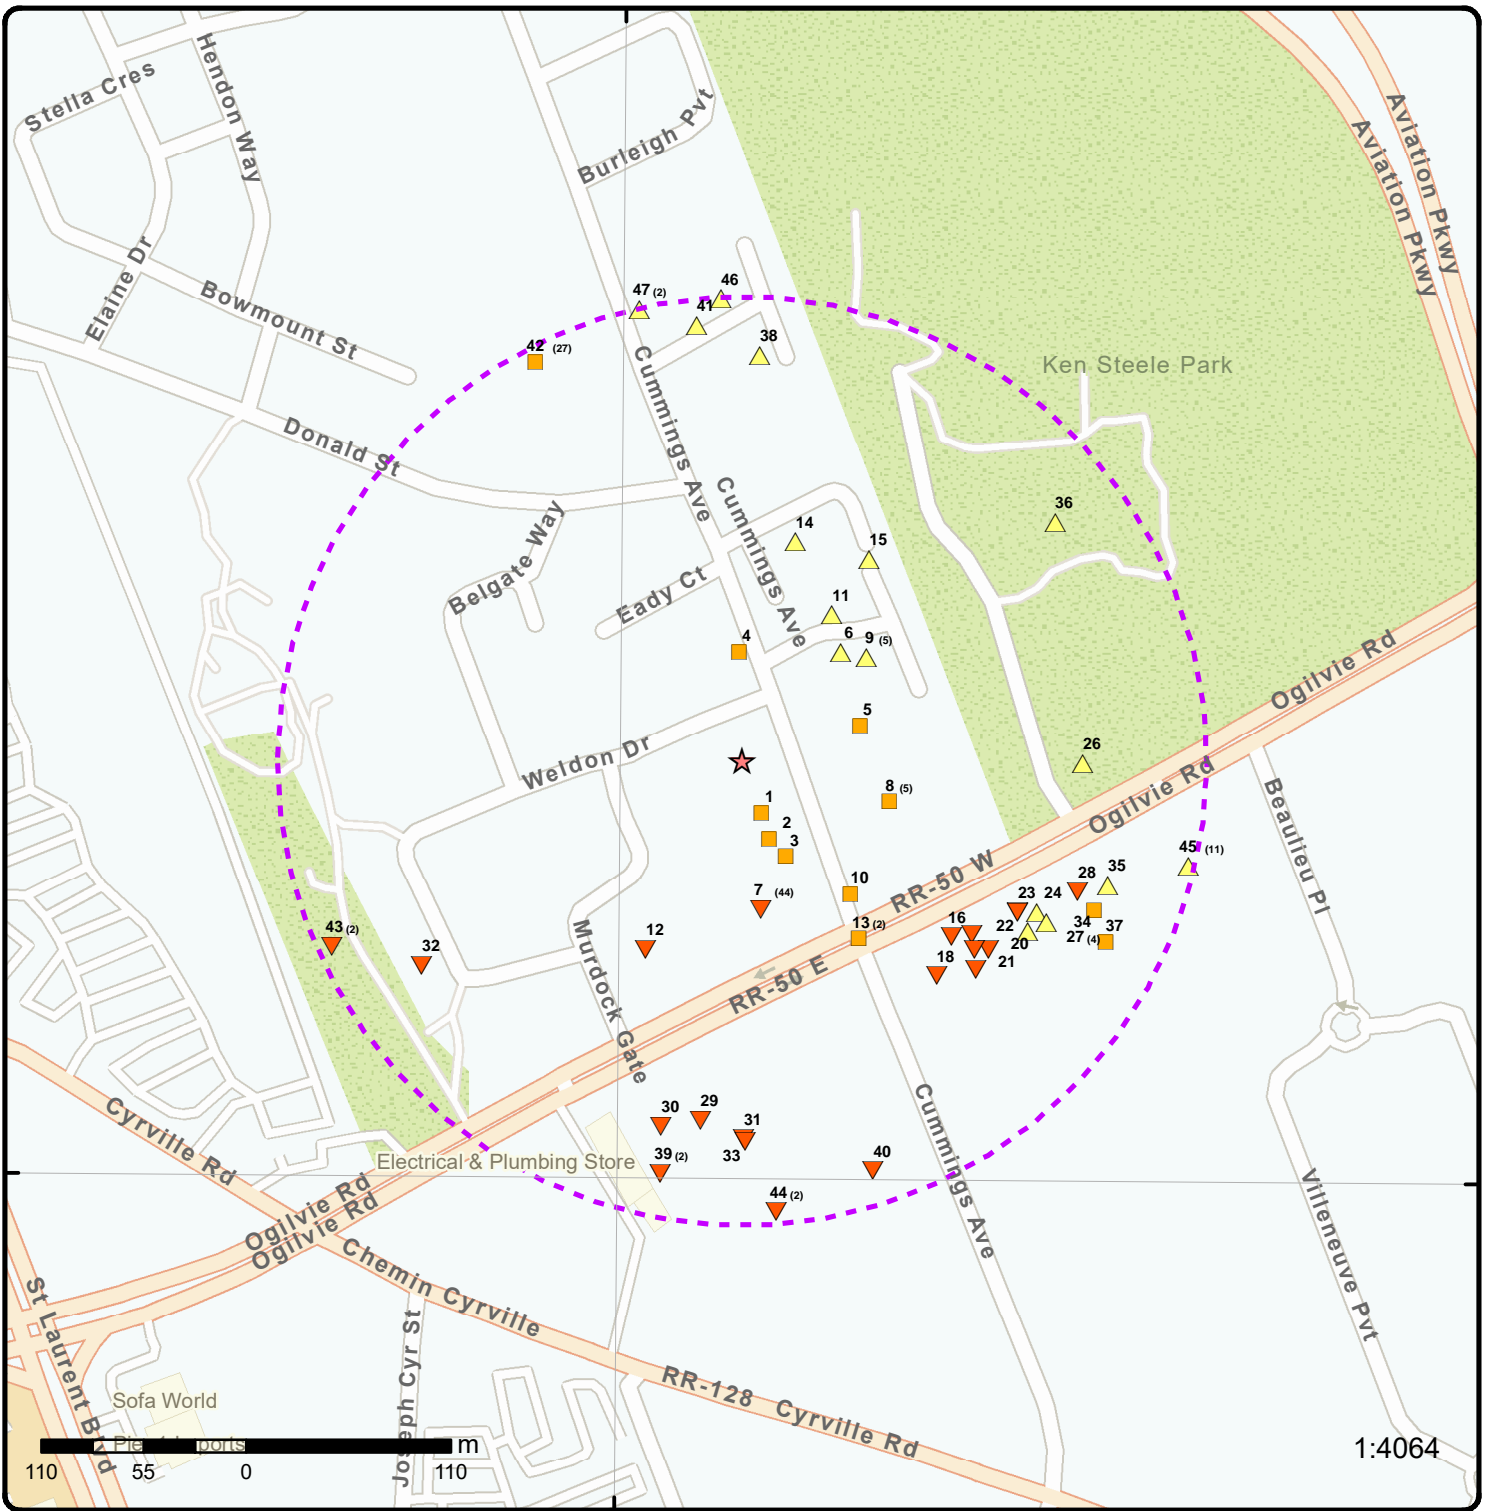 Stella Cres
Hendon Way
Burleigh Pvt
Aviation Pkwy
Aviation Pkwy
Elaine Dr
Bowmount St
47 (2)
46
41
42 (27)
38
Ken Steele Park
Cummings Ave
Donald St
Cummings Ave
Belgate Way
36
14
15
Eady Ct
11
4
6
9 (5)
Ogilvie Rd
5
26
Weldon Dr
Ogilvie Rd
1
8 (5)
Beaulieu Pl
2
3
45 (11)
RR-50 W
28
35
7 (44)
10
23
24
34
37
13 (2)
16
22
20
27 (4)
43 (2)
32
12
18
21
Murdock Gate
RR-50 E
Cyrville Rd
30
29
31
Cummings Ave
Electrical & Plumbing Store
39 (2)
33
40
44 (2)
Ogilvie Rd
Ogilvie Rd
Villeneuve Pvt
Chemin Cyrville
St Laurent Blvd
Joseph Cyr St
RR-128 Cyrville Rd
Sofa World
m
1:4064
110 55 0 110